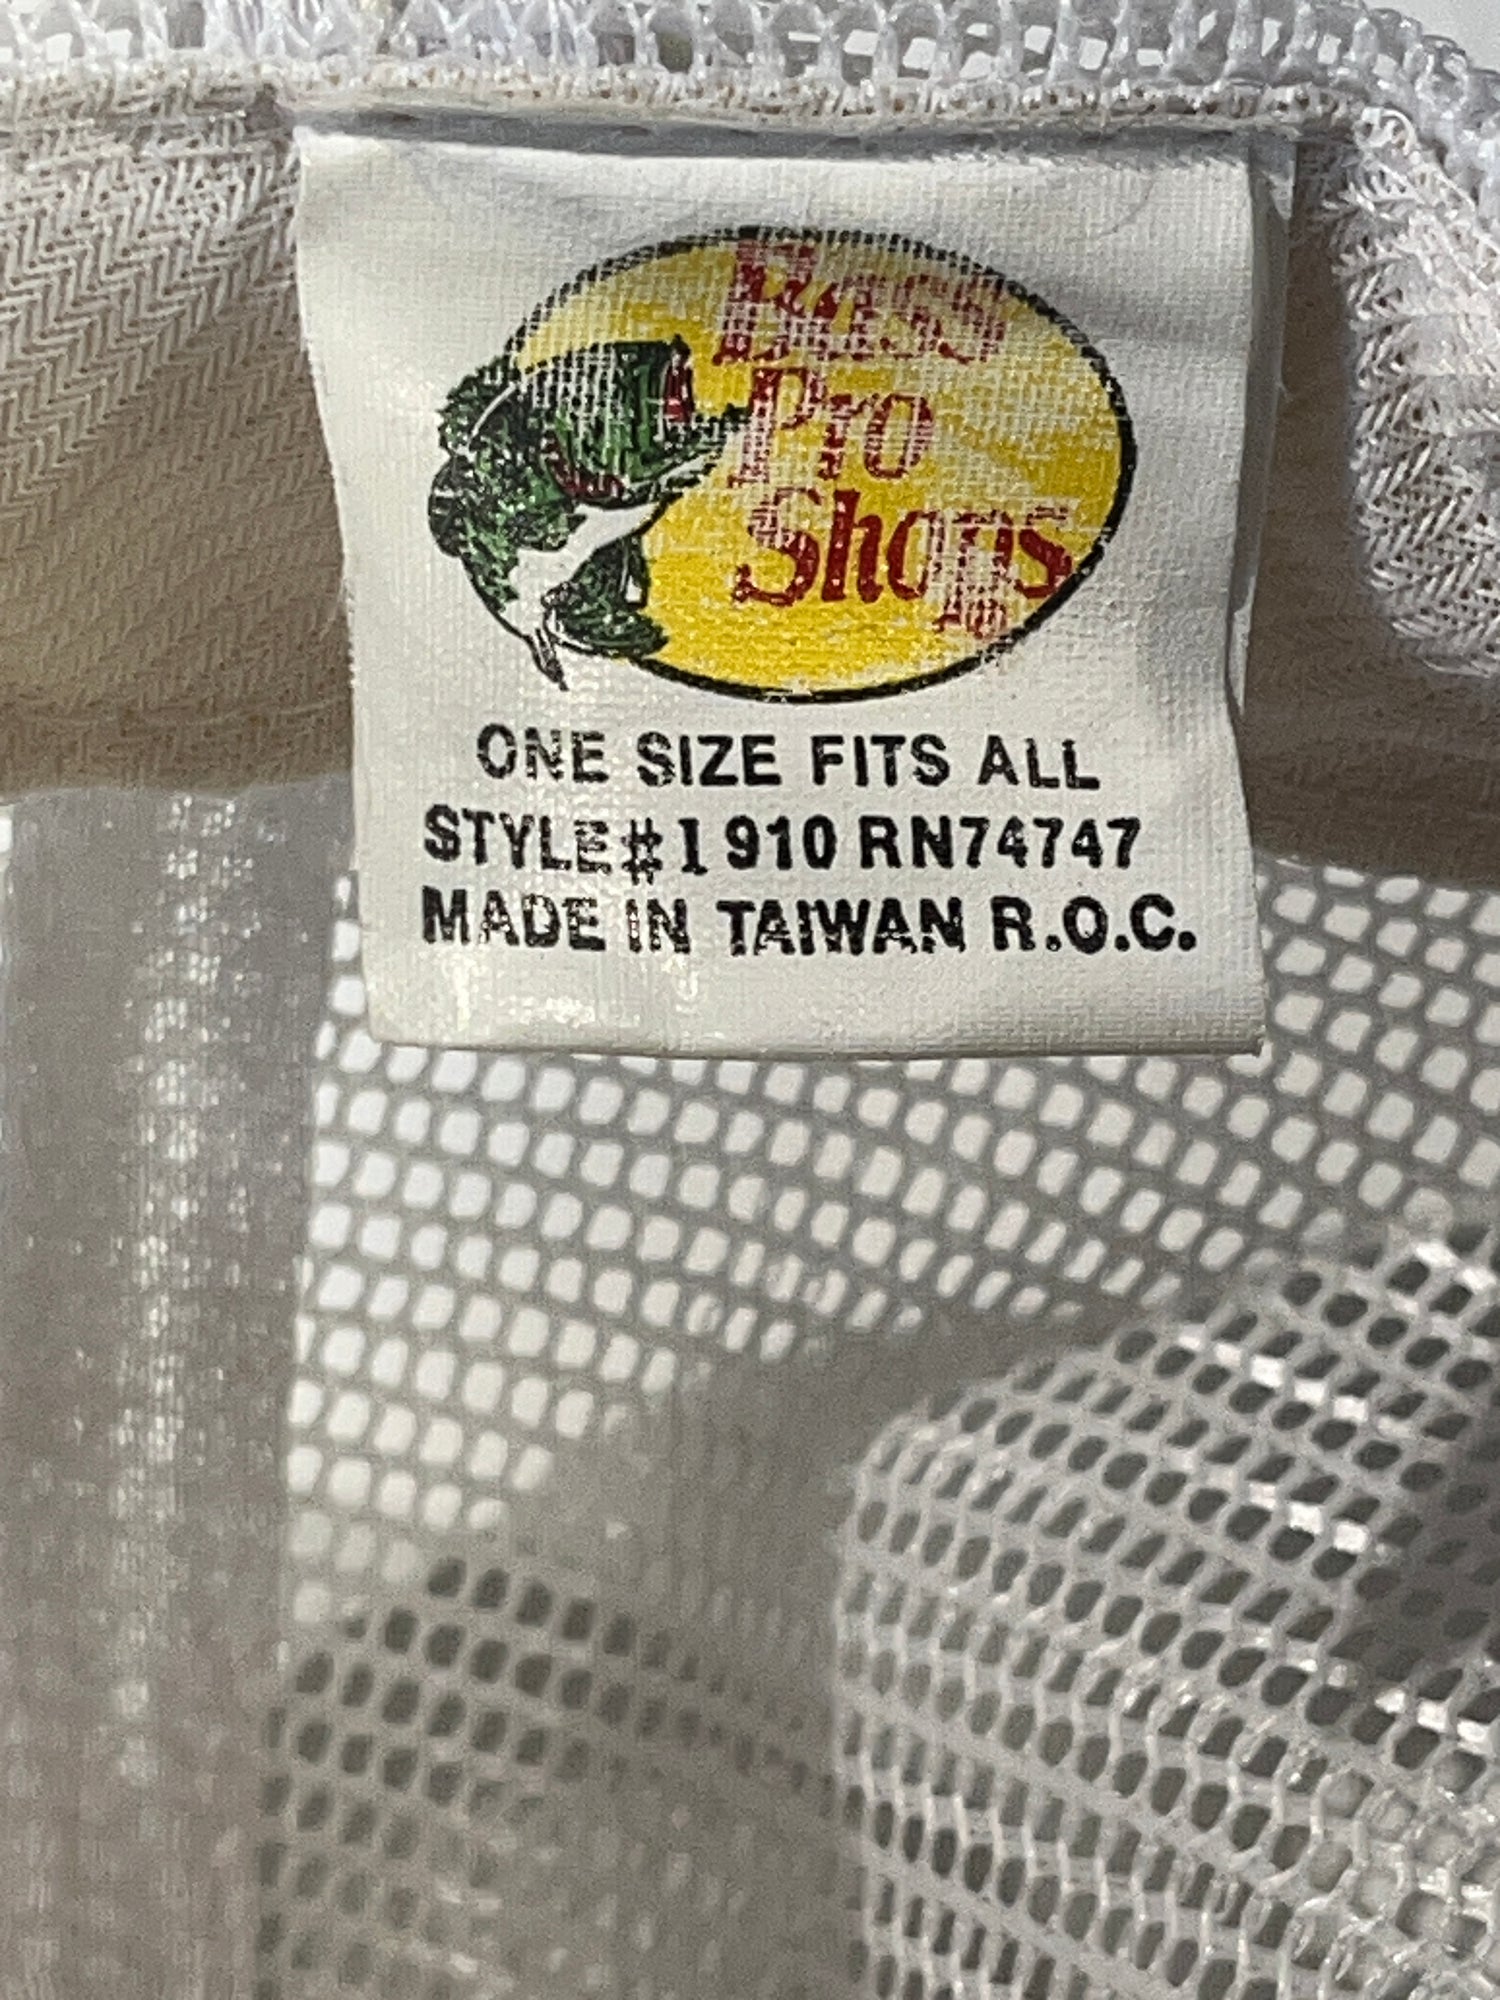 Bass
Pro
Shops
ONE SIZE FITS ALL
STYLE#1910 RN74747
MADE IN TAIWAN R.O.C.